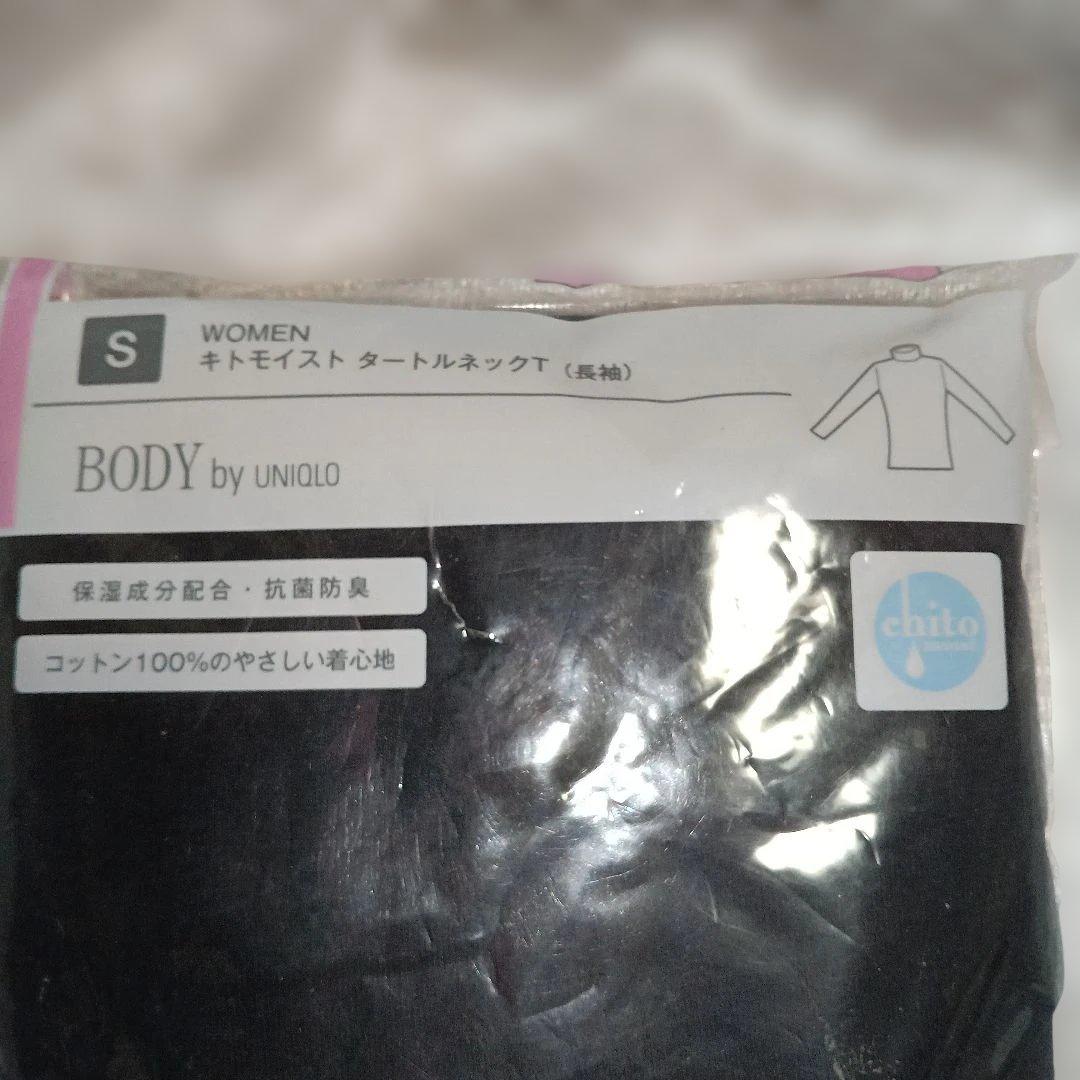 S
WOMEN
キトモイスト タートルネックT（長袖）
BODY by UNIQLO
保湿成分配合・抗菌防臭
コットン100%のやさしい着心地
chito